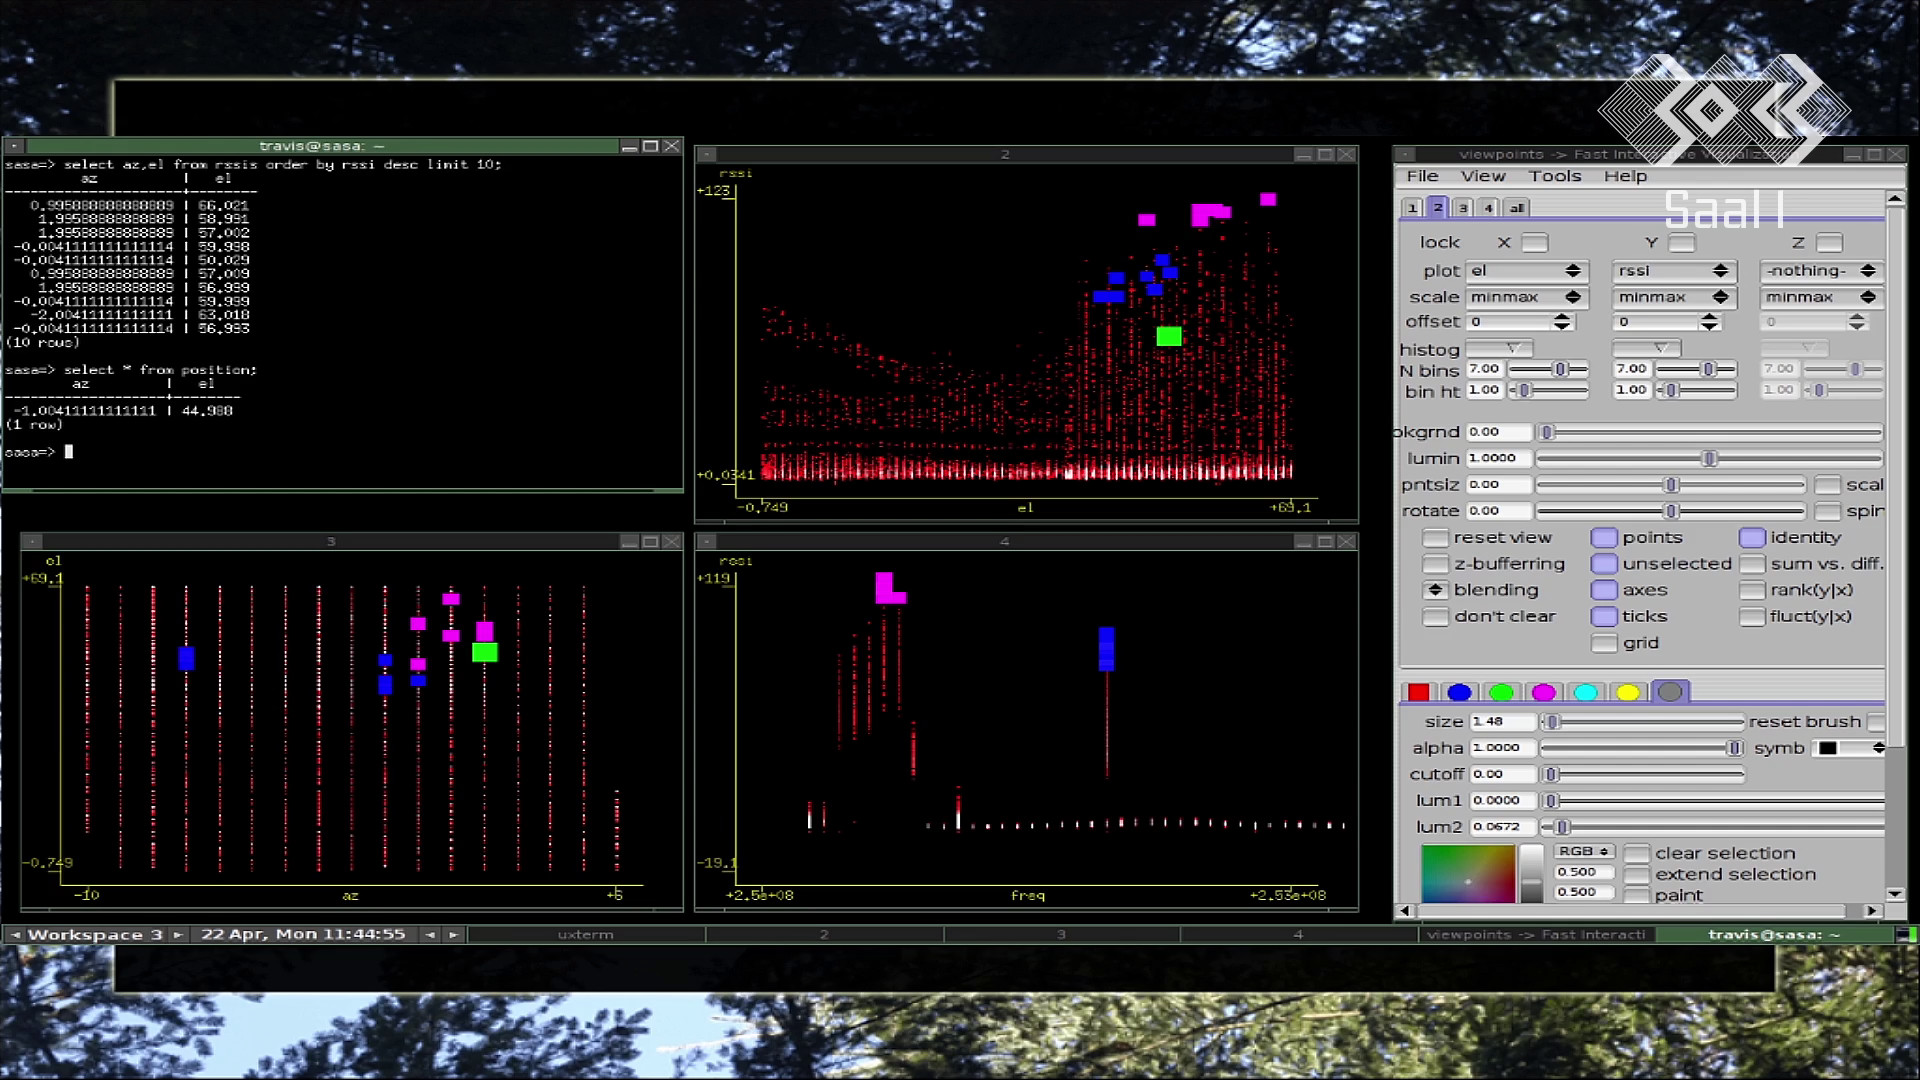 Saal 1
travis@sasa: ~
sasa=> select az,el from rssis order by rssi desc limit 10;
az | el
0.995888888888889 | 66.021
1.99588888888889 | 58.991
1.99588888888889 | 57.002
-0.00411111111111114 | 59.998
-0.00411111111111114 | 50.029
0.995888888888889 | 57.009
1.99588888888889 | 56.999
-0.00411111111111114 | 59.989
-2.00411111111111 | 63.018
-0.00411111111111114 | 56.993
(10 rows)
sasa=> select * from position;
az | el
-1.00411111111111 | 44.988
(1 row)
sasa=>
2
rssi
+123
+0.0341
-0.749
el
+69.1
3
el
+69.1
-0.749
-10
az
+6
4
rssi
+119
-19.1
+2.5e+08
freq
+2.53e+08
viewpoints -> Fast Interactive Visualiza
File View Tools Help
1 2 3 4 all
lock X Y Z
plot el rssi -nothing-
scale minmax minmax minmax
offset 0 0 0
histog
N bins 7.00 7.00 7.00
bin ht 1.00 1.00 1.00
okgrnd 0.00
lumin 1.0000
pntsiz 0.00 scal
rotate 0.00 spir
reset view points identity
z-bufferring unselected sum vs. diff.
blending axes rank(y|x)
don't clear ticks fluct(y|x)
grid
size 1.48 reset brush
alpha 1.0000 symb
cutoff 0.00
lum1 0.0000
lum2 0.0672
RGB clear selection
0.500 extend selection
0.500 paint
Workspace 3 22 Apr, Mon 11:44:55 uxterm 2 3 4 viewpoints -> Fast Interacti travis@sasa: ~